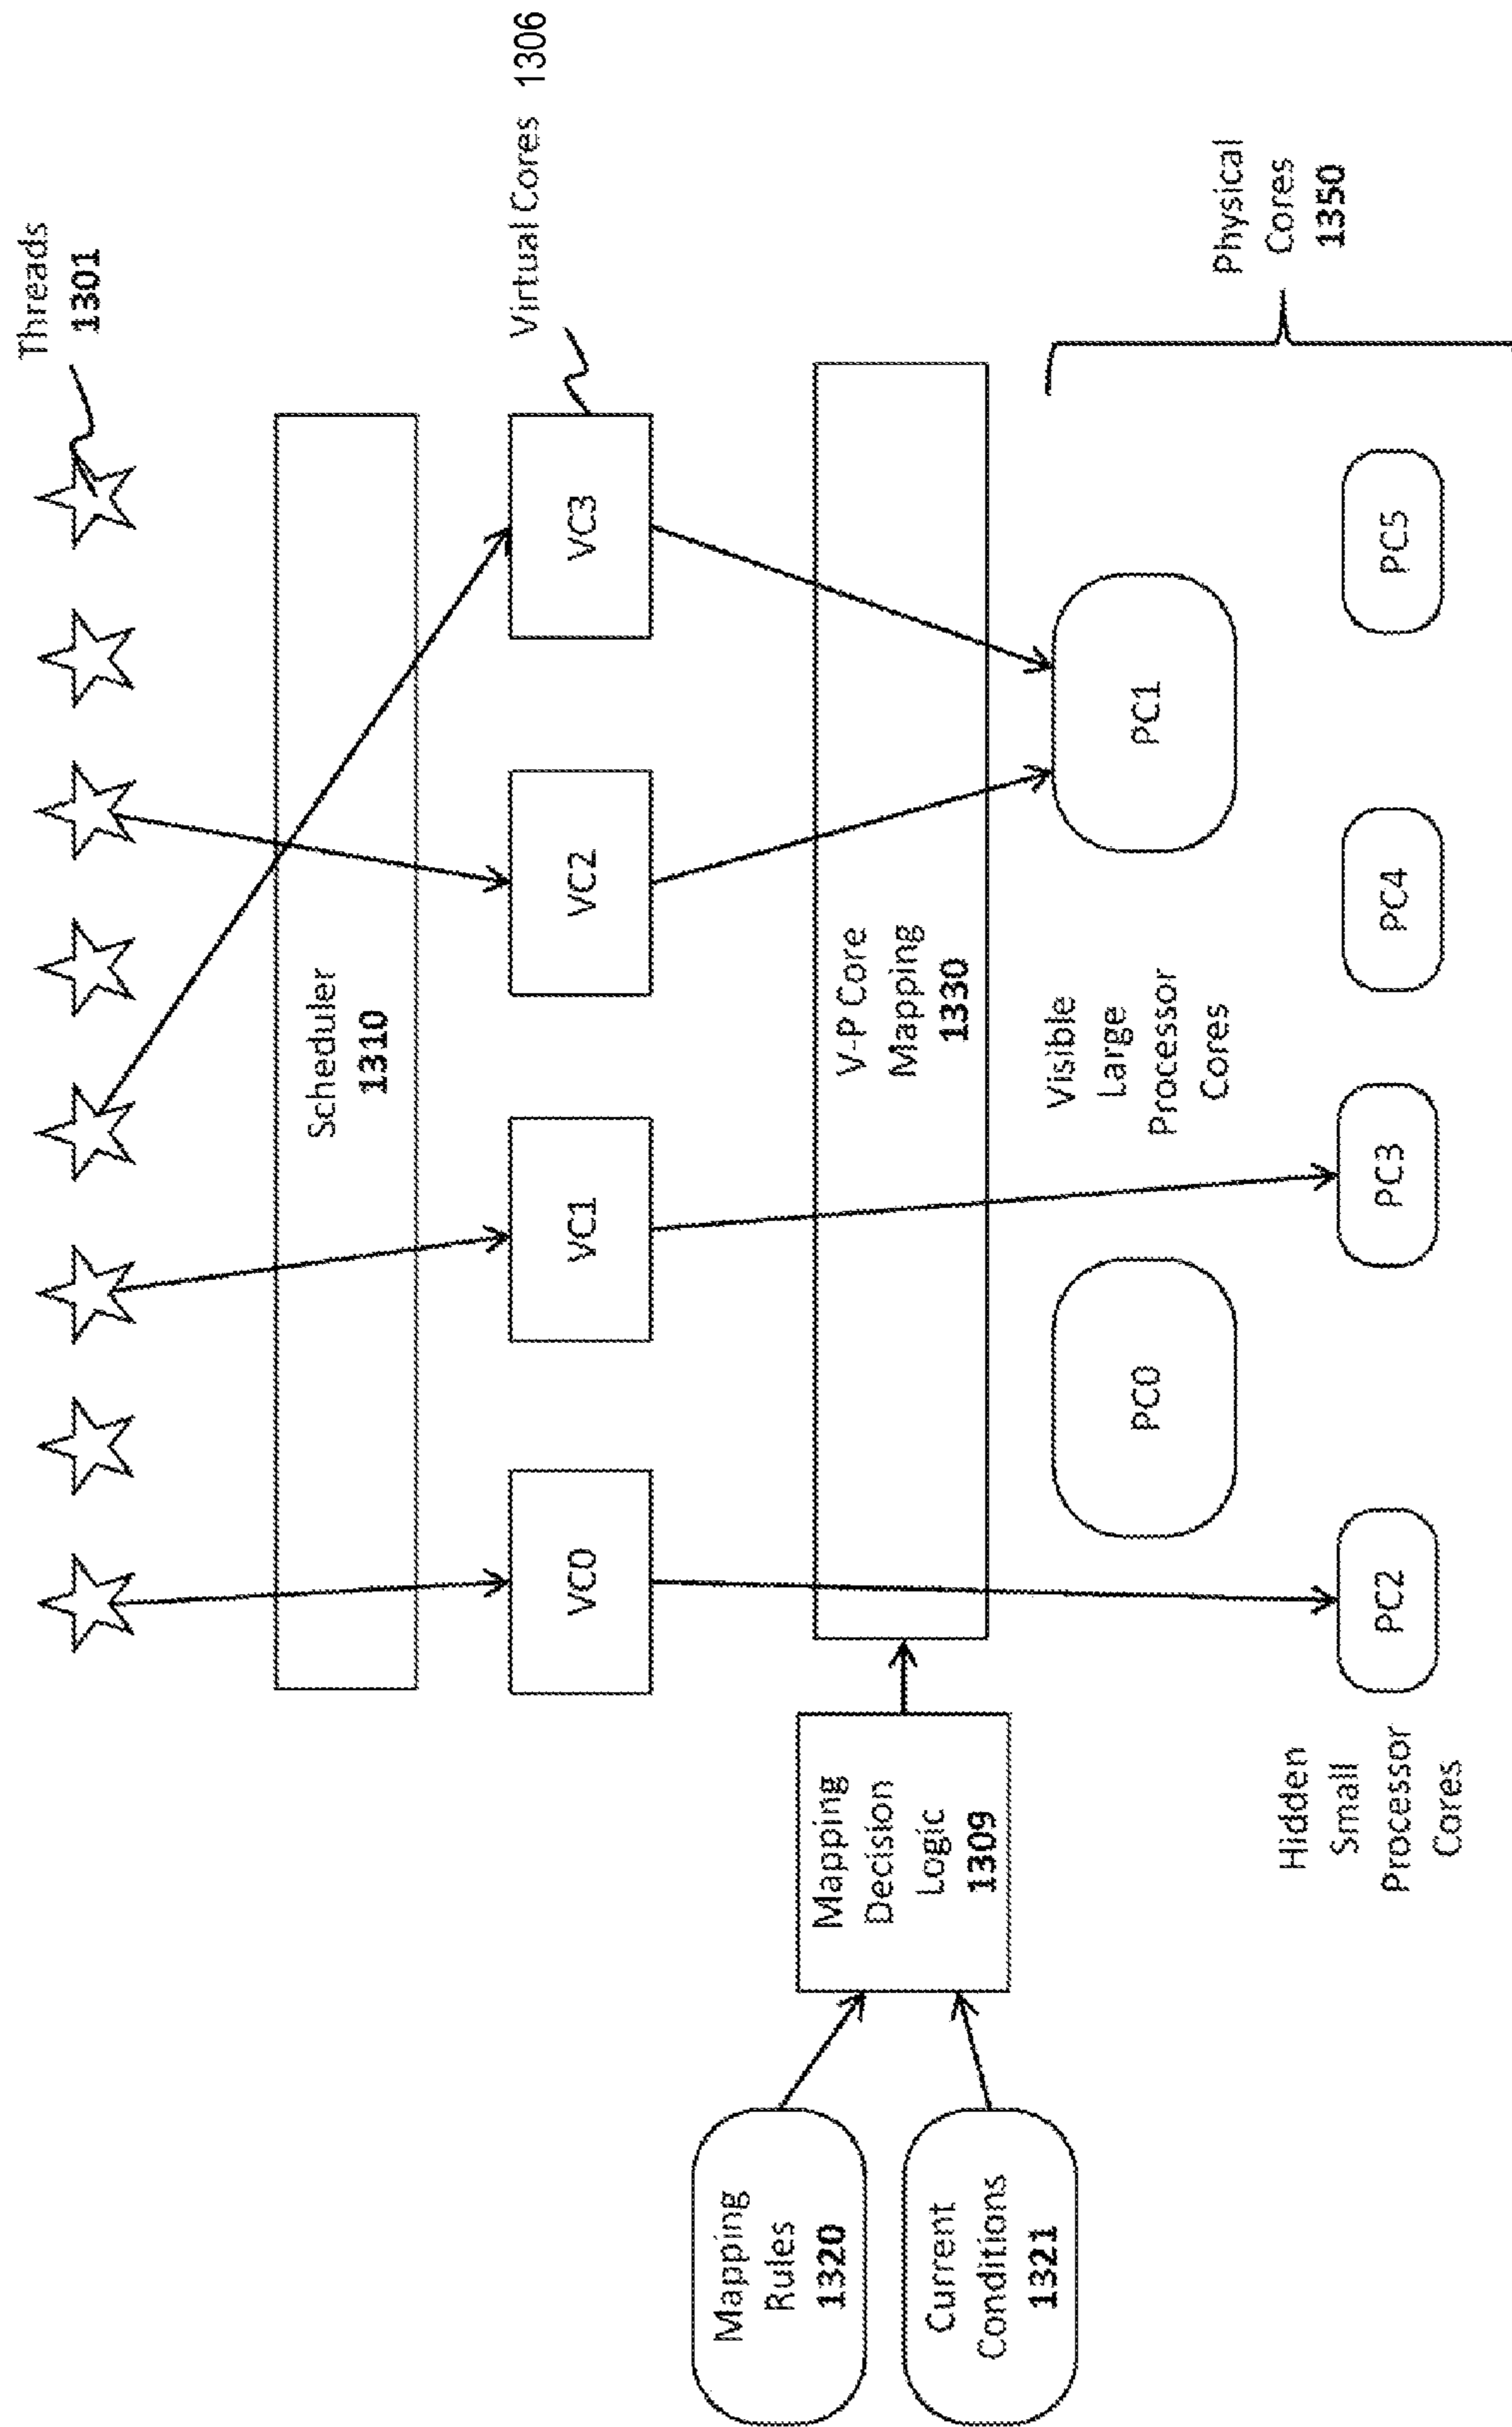 Threads
1301
Scheduler
1310
VC0
VC1
VC2
VC3
Virtual Cores 1306
Mapping
Rules
1320
Current
Conditions
1321
Mapping
Decision
Logic
1309
V-P Core
Mapping
1330
PC0
Visible
Large
Processor
Cores
PC1
Physical
Cores
1350
Hidden
Small
Processor
Cores
PC2
PC3
PC4
PC5